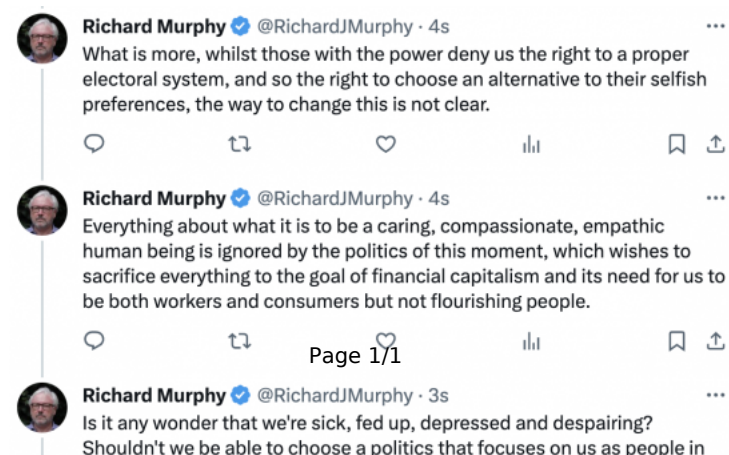 Richard Murphy @RichardJMurphy · 4s
What is more, whilst those with the power deny us the right to a proper
electoral system, and so the right to choose an alternative to their selfish
preferences, the way to change this is not clear.
Richard Murphy @RichardJMurphy · 4s
Everything about what it is to be a caring, compassionate, empathic
human being is ignored by the politics of this moment, which wishes to
sacrifice everything to the goal of financial capitalism and its need for us to
be both workers and consumers but not flourishing people.
Page 1/1
Richard Murphy @RichardJMurphy · 3s
Is it any wonder that we're sick, fed up, depressed and despairing?
Shouldn't we be able to choose a politics that focuses on us as people in